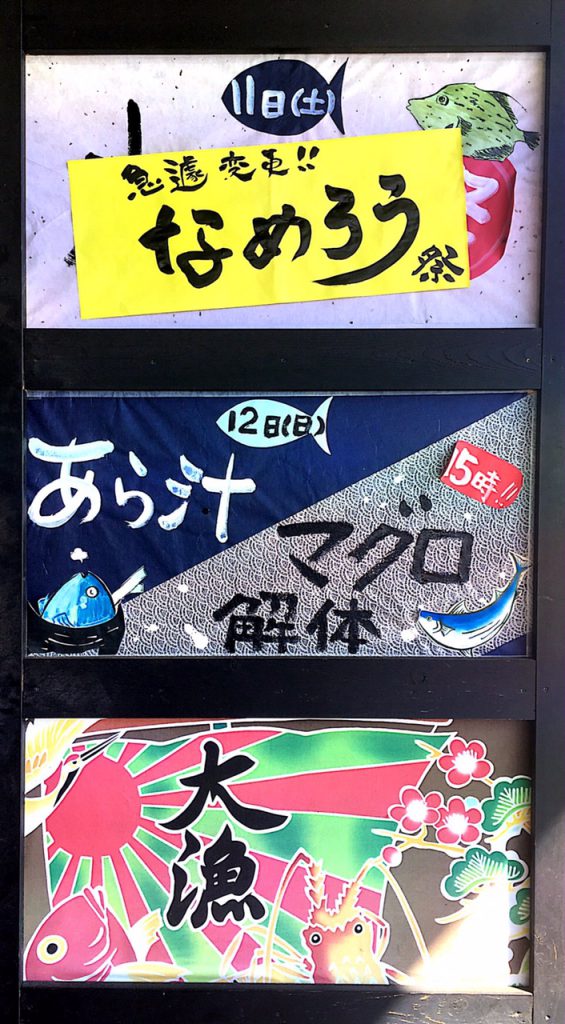 11日(土)
急遽変更!!
なめろう
祭
12日(日)
あら汁
15時!!
マグロ
解体
大漁